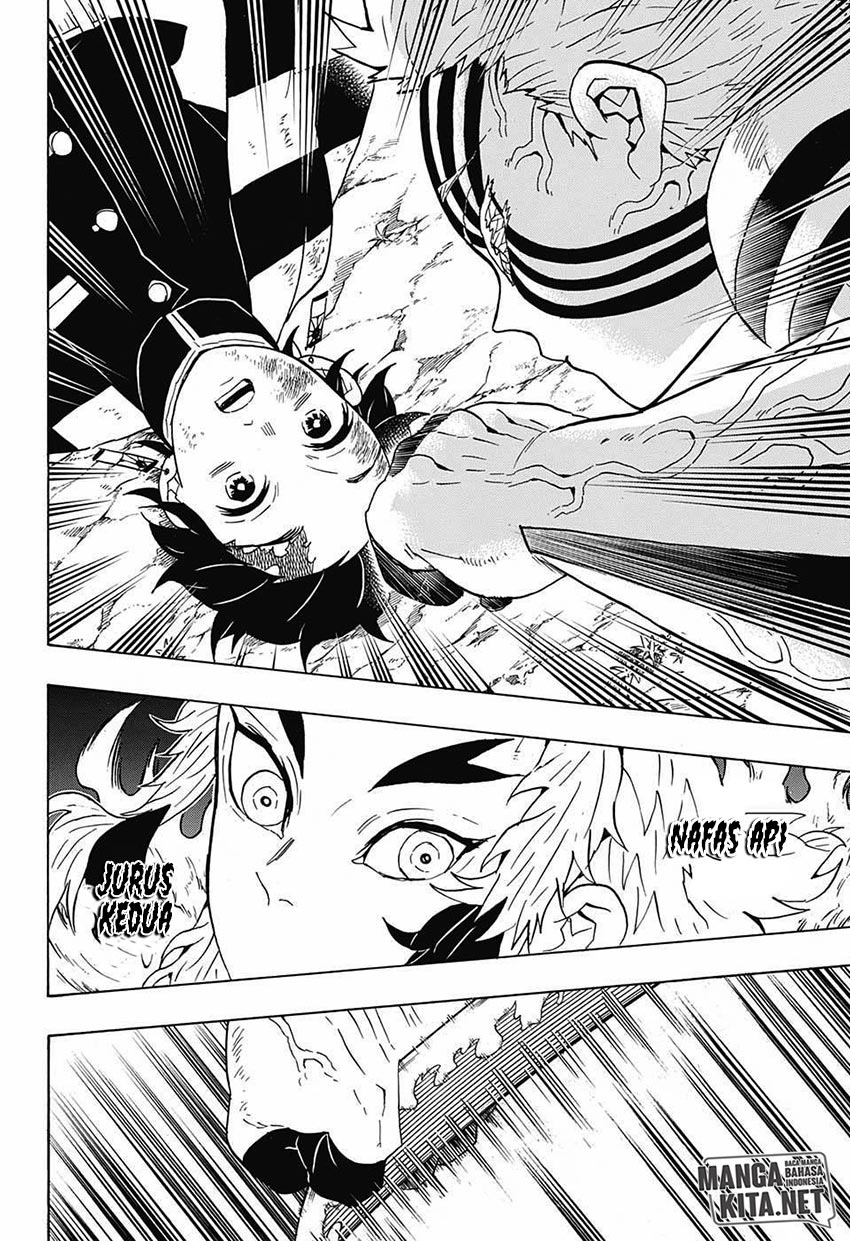 NAFAS API
JURUS
KEDUA
MANGA
KITA.NET
BACA MANGA
BAHASA
INDONESIA